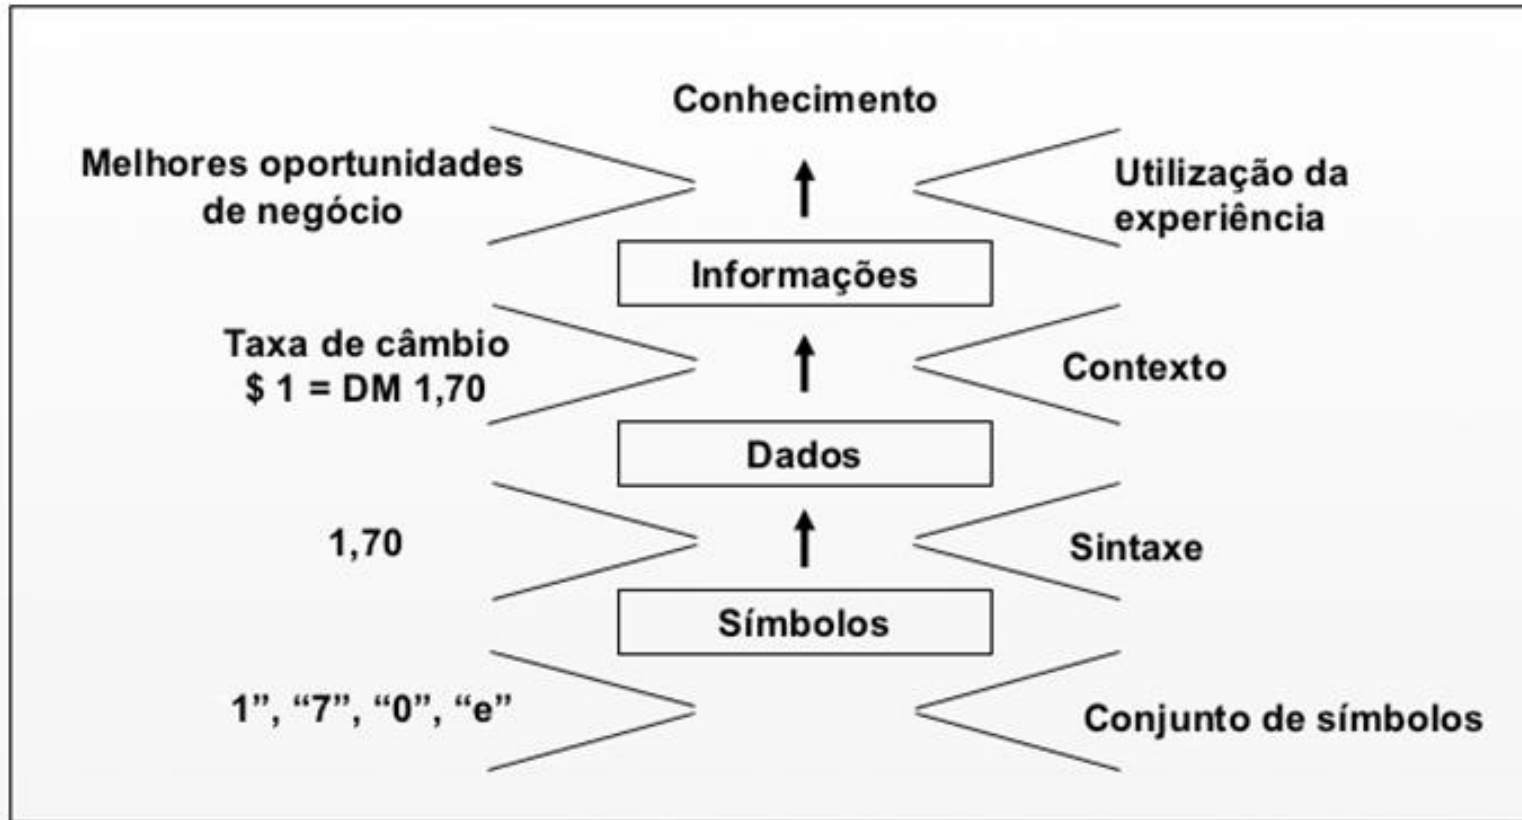 Conhecimento
Melhores oportunidades
de negócio
Utilização da
experiência
Informações
Taxa de câmbio
$ 1 = DM 1,70
Contexto
Dados
1,70
Sintaxe
Símbolos
1”, “7”, “0”, “e”
Conjunto de símbolos